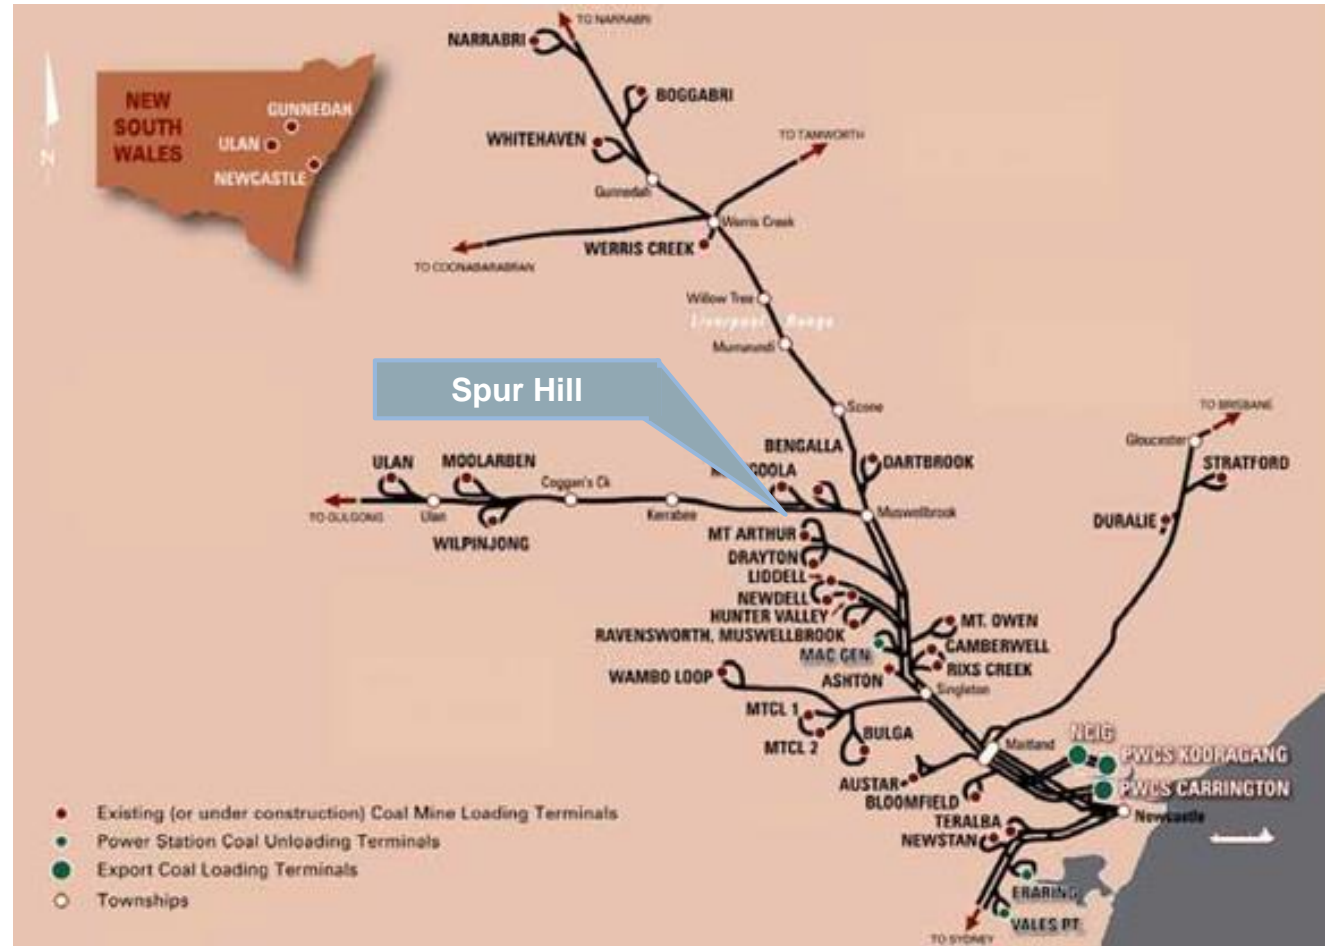 TO NARRABRI
NARRABRI
BOGGABRI
WHITEHAVEN
TO TAMWORTH
Gunnedah
Werris Creek
WERRIS CREEK
TO COONABARABRAN
NEW
SOUTH
WALES
GUNNEDAH
ULAN
NEWCASTLE
N
Willow Tree
Liverpool Range
Murrurundi
Spur Hill
Scone
TO BRISBANE
Gloucester
STRATFORD
DURALIE
BENGALLA
DARTBROOK
GOOLA
ULAN
MOOLARBEN
Coggan's Ck
TO GULGONG
Ulan
Kerrabee
Muswellbrook
WILPINJONG
MT ARTHUR
DRAYTON
LIDDELL
NEWDELL
HUNTER VALLEY
RAVENSWORTH, MUSWELLBROOK
MT. OWEN
CAMBERWELL
MAC GEN
RIXS CREEK
WAMBO LOOP
ASHTON
Singleton
MTCL 1
MTCL 2
BULGA
Maitland
NCIG
PWCS KOORAGANG
AUSTAR
PWCS CARRINGTON
BLOOMFIELD
TERALBA
Newcastle
NEWSTAN
ERARING
VALES PT.
TO SYDNEY
Existing (or under construction) Coal Mine Loading Terminals
Power Station Coal Unloading Terminals
Export Coal Loading Terminals
Townships